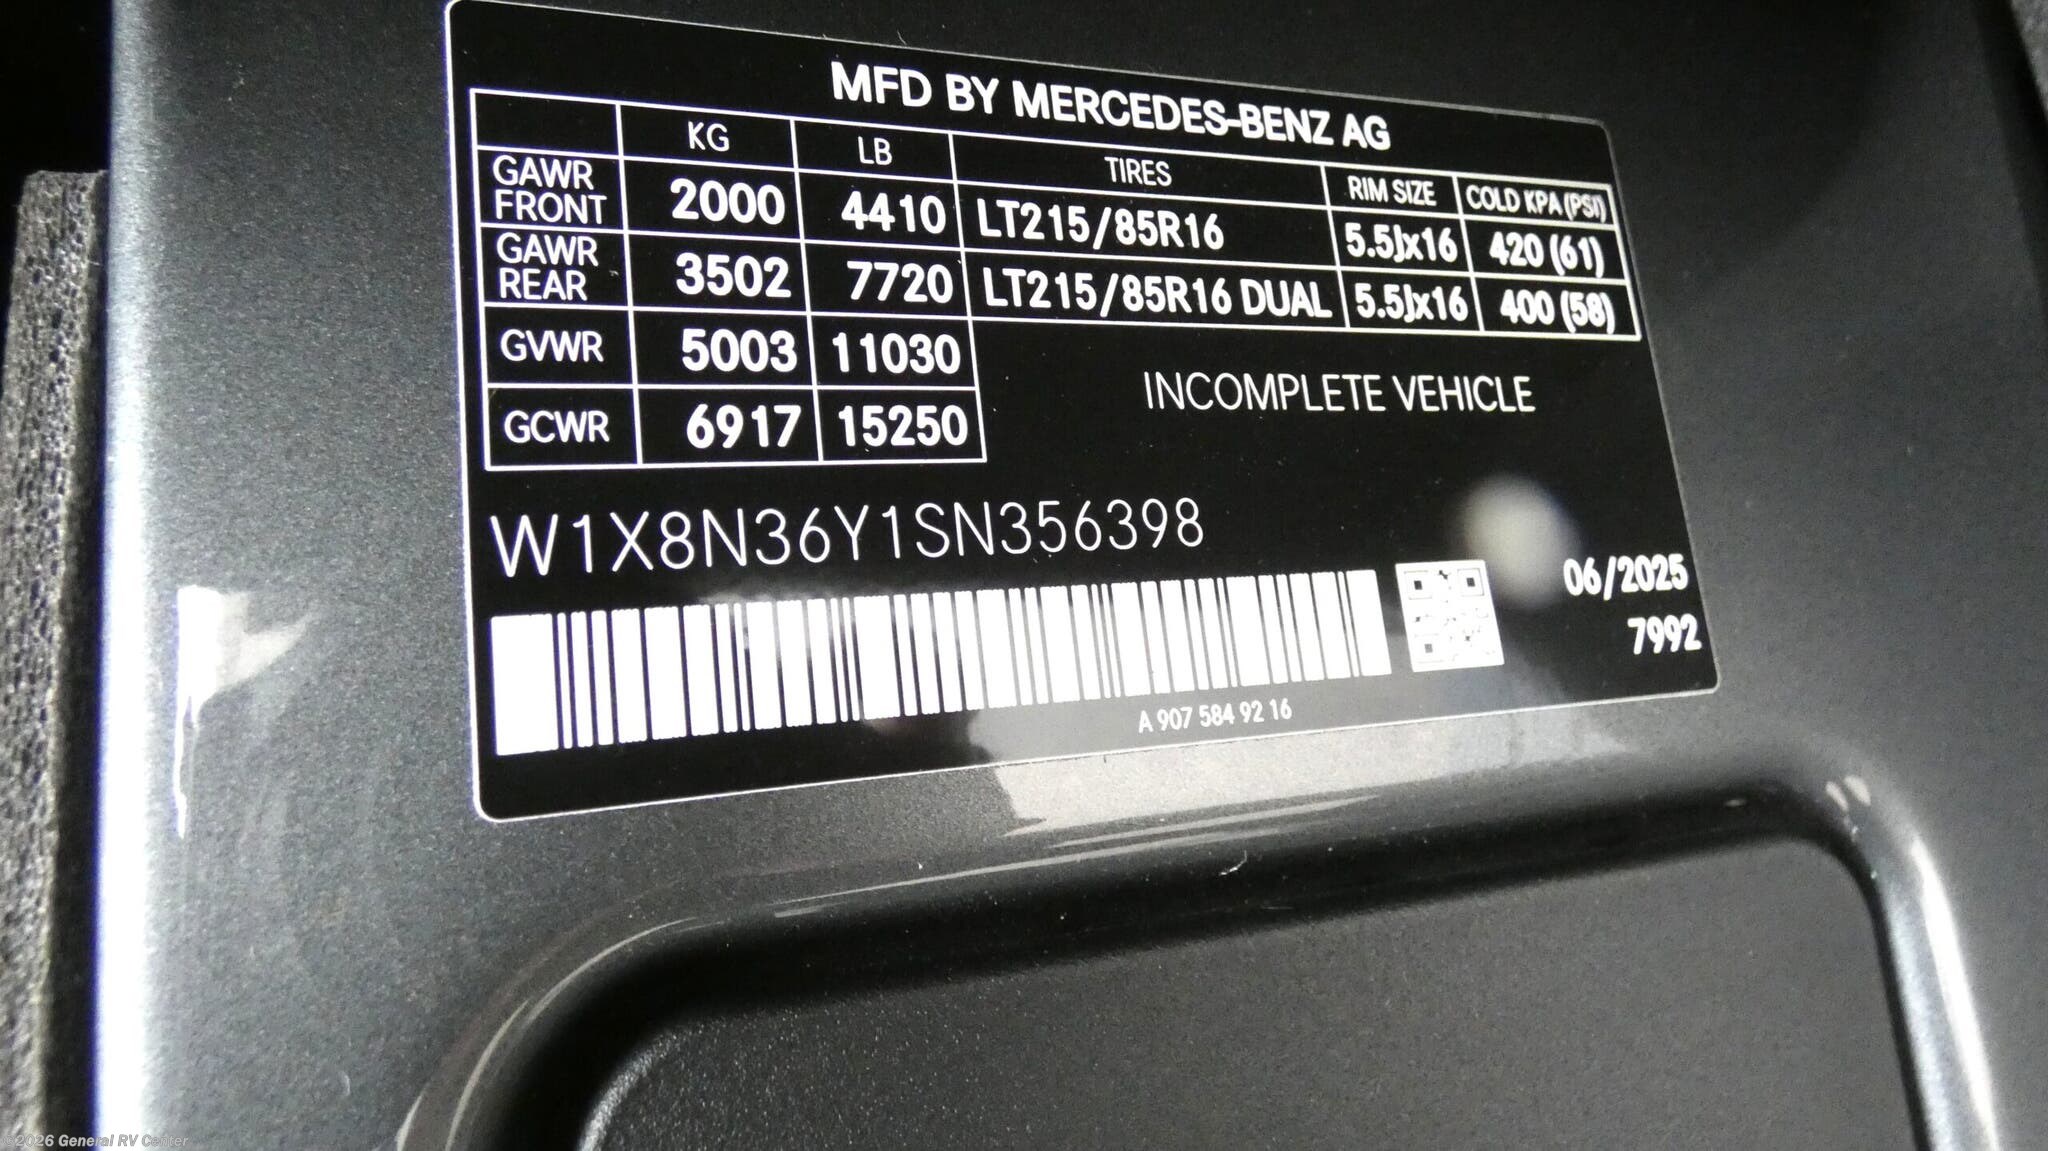 MFD BY MERCEDES-BENZ AG
KG LB TIRES RIM SIZE COLD KPA (PSI)
GAWR FRONT 2000 4410 LT215/85R16 5.5Jx16 420 (61)
GAWR REAR 3502 7720 LT215/85R16 DUAL 5.5Jx16 400 (58)
GVWR 5003 11030
GCWR 6917 15250
INCOMPLETE VEHICLE
W1X8N36Y1SN356398
06/2025
7992
A 907 584 92 16
©2026 General RV Center